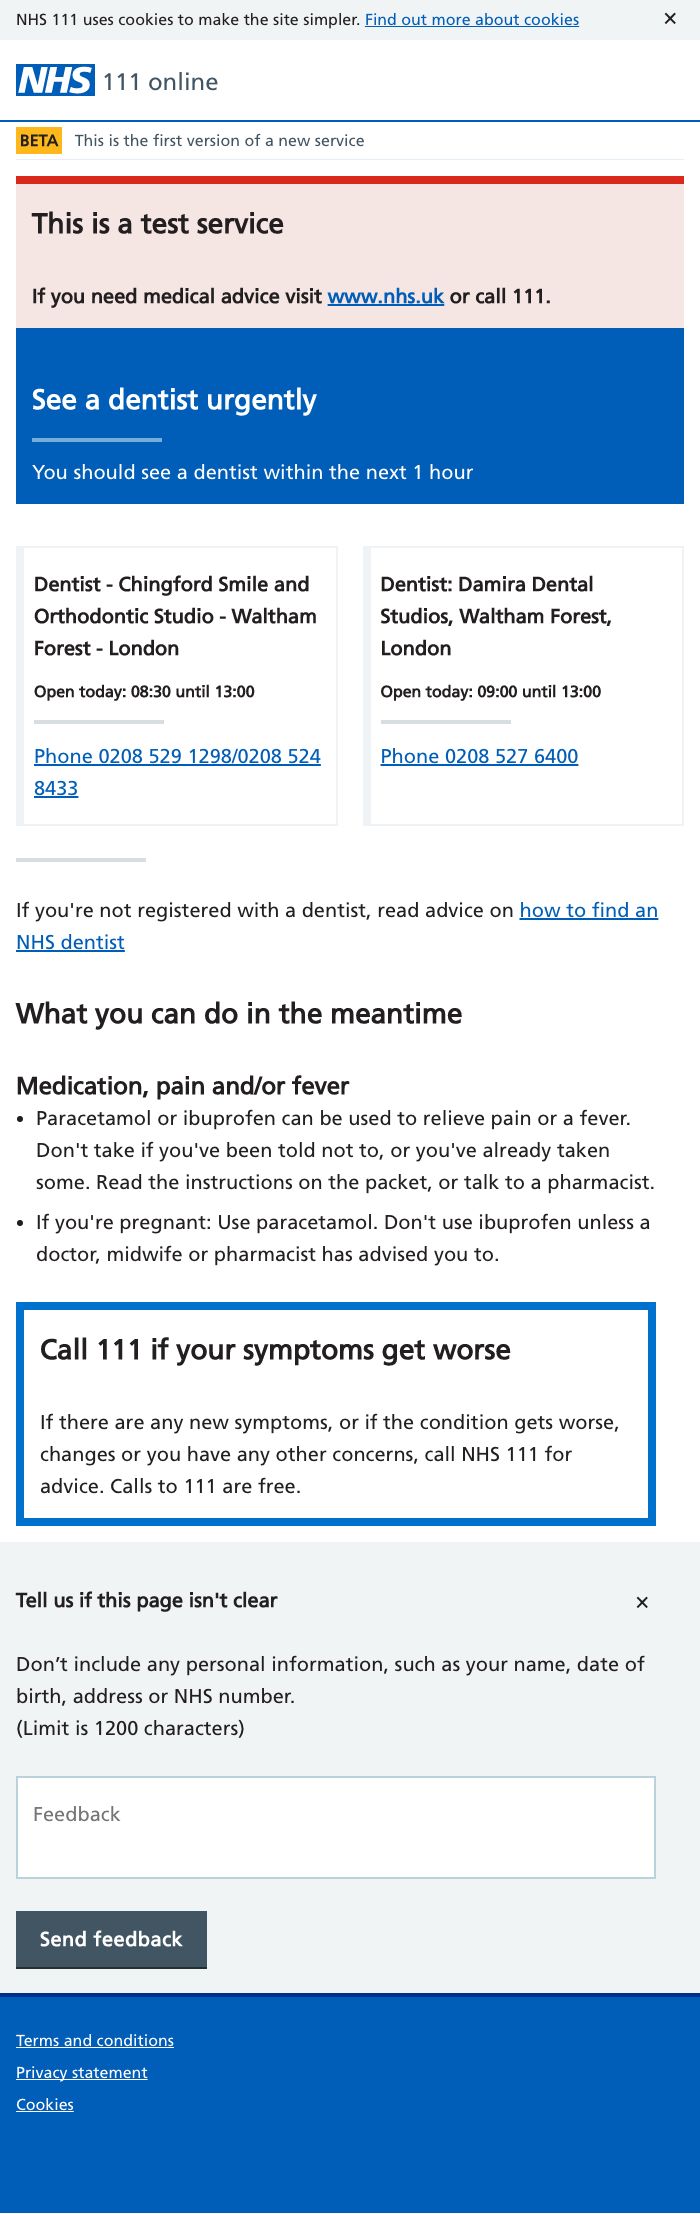 NHS 111 uses cookies to make the site simpler. Find out more about cookies ✕
NHS 111 online
BETA This is the first version of a new service
This is a test service
If you need medical advice visit www.nhs.uk or call 111.
See a dentist urgently
You should see a dentist within the next 1 hour
Dentist - Chingford Smile and
Orthodontic Studio - Waltham
Forest - London
Open today: 08:30 until 13:00
Phone 0208 529 1298/0208 524
8433
Dentist: Damira Dental
Studios, Waltham Forest,
London
Open today: 09:00 until 13:00
Phone 0208 527 6400
If you're not registered with a dentist, read advice on how to find an
NHS dentist
What you can do in the meantime
Medication, pain and/or fever
• Paracetamol or ibuprofen can be used to relieve pain or a fever.
Don't take if you've been told not to, or you've already taken
some. Read the instructions on the packet, or talk to a pharmacist.
• If you're pregnant: Use paracetamol. Don't use ibuprofen unless a
doctor, midwife or pharmacist has advised you to.
Call 111 if your symptoms get worse
If there are any new symptoms, or if the condition gets worse,
changes or you have any other concerns, call NHS 111 for
advice. Calls to 111 are free.
Tell us if this page isn't clear ✕
Don’t include any personal information, such as your name, date of
birth, address or NHS number.
(Limit is 1200 characters)
Feedback
Send feedback
Terms and conditions
Privacy statement
Cookies